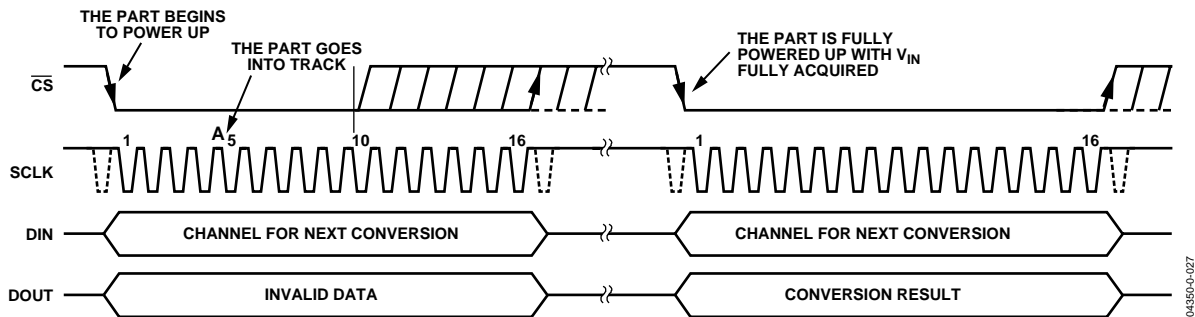 THE PART BEGINS
TO POWER UP
THE PART GOES
INTO TRACK
THE PART IS FULLY
POWERED UP WITH VIN
FULLY ACQUIRED
CS
A
1 5 10 16 1 16
SCLK
DIN CHANNEL FOR NEXT CONVERSION CHANNEL FOR NEXT CONVERSION
DOUT INVALID DATA CONVERSION RESULT
04350-0-027